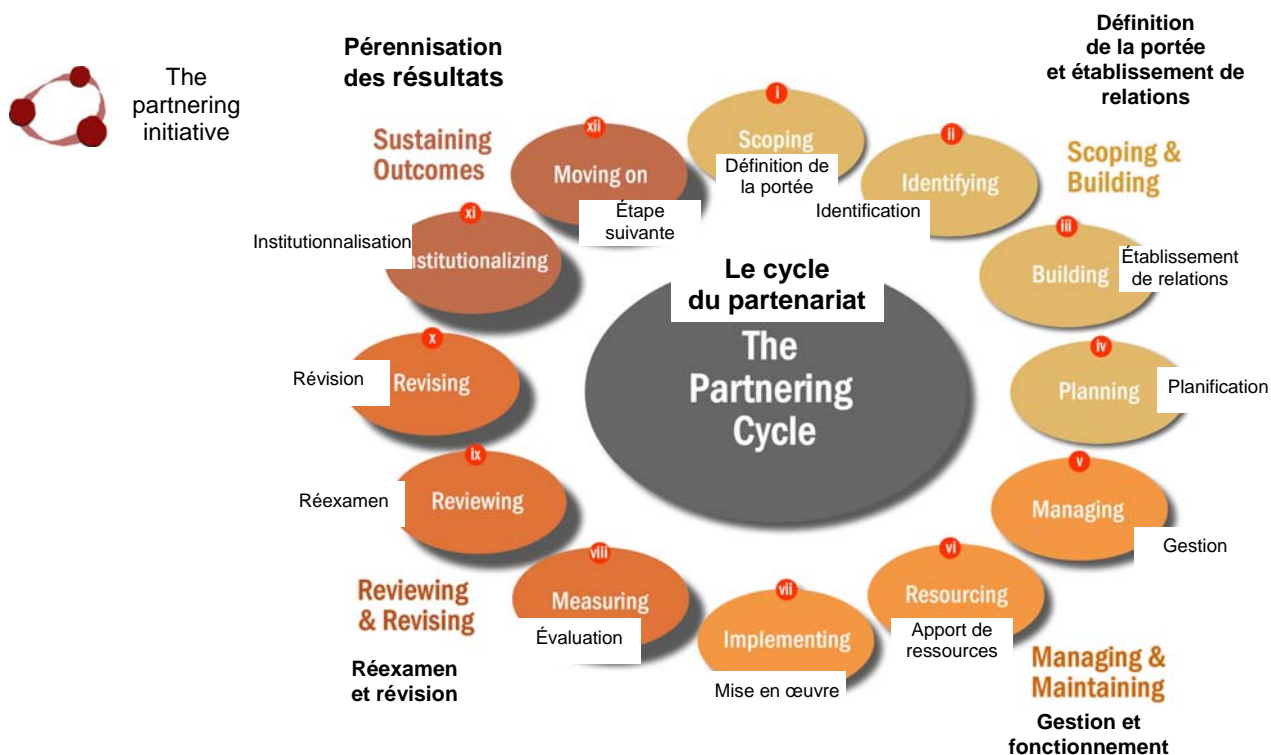 The
partnering
initiative
Pérennisation
des résultats
Définition
de la portée
et établissement de
relations
Sustaining
Outcomes
Scoping &
Building
i
Scoping
Définition de
la portée
ii
Identifying
Identification
iii
Building
Établissement
de relations
iv
Planning
Planification
v
Managing
Gestion
vi
Resourcing
Apport de
ressources
vii
Implementing
Mise en œuvre
viii
Measuring
Évaluation
ix
Reviewing
Réexamen
x
Revising
Révision
xi
Institutionalizing
Institutionnalisation
xii
Moving on
Étape
suivante
Le cycle
du partenariat
The
Partnering
Cycle
Reviewing
& Revising
Réexamen
et révision
Managing &
Maintaining
Gestion et
fonctionnement